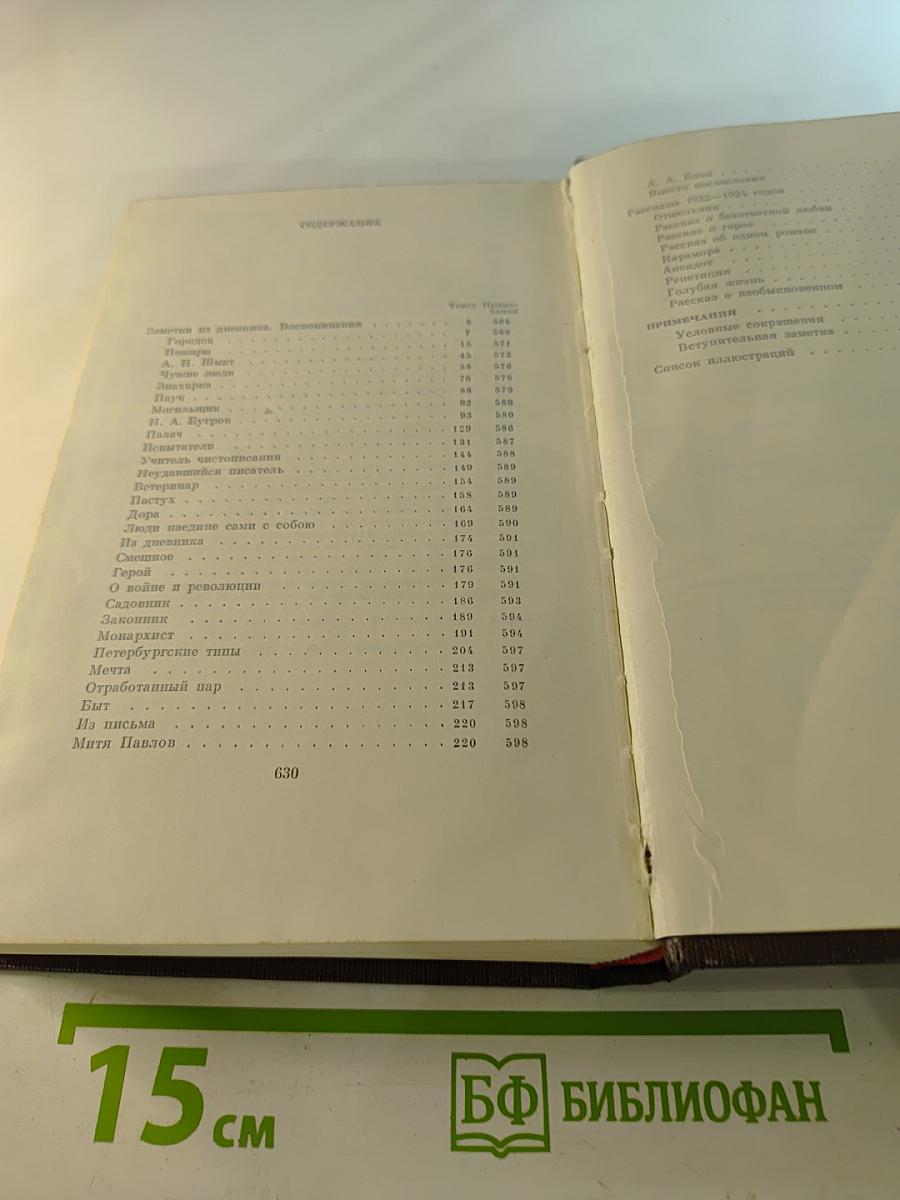 СОДЕРЖАНИЕ
Текст Приме-
чания
Заметки из дневника. Воспоминания . . . . . . . 5 564
Городок . . . . . . . . . . 7 569
Пожары . . . . . . . . . . 15 571
А. Н. Шмит . . . . . . . . . . 45 573
Чужие люди . . . . . . . . . . 58 576
Знахарка . . . . . . . . . . 76 578
Паук . . . . . . . . . . 88 579
Могильщик . . . . . . . . . . 92 580
Н. А. Бугров . . . . . . . . . . 93 580
Палач . . . . . . . . . . 129 586
Испытатели . . . . . . . . . . 131 587
Учитель чистописания . . . . . . . . . . 144 588
Неудавшийся писатель . . . . . . . . . . 149 589
Ветеринар . . . . . . . . . . 154 589
Пастух . . . . . . . . . . 158 589
Дора . . . . . . . . . . 164 589
Люди наедине сами с собою . . . . . . . . . . 169 590
Из дневника . . . . . . . . . . 174 591
Смешное . . . . . . . . . . 176 591
Герой . . . . . . . . . . 176 591
О войне и революции . . . . . . . . . . 179 591
Садовник . . . . . . . . . . 186 593
Законник . . . . . . . . . . 189 594
Монархист . . . . . . . . . . 191 594
Петербургские типы . . . . . . . . . . 204 597
Мечта . . . . . . . . . . 213 597
Отработанный пар . . . . . . . . . . 213 597
Быт . . . . . . . . . . 217 598
Из письма . . . . . . . . . . 220 598
Митя Павлов . . . . . . . . . . 220 598
630
А. А. Блок . . . . . . . .
Вместо послесловия . . . . . .
Рассказы 1922—1924 годов . . . . .
Отшельник . . . . . . . .
Рассказ о безответной любви . . . .
Рассказ о герое . . . . . . .
Рассказ об одном романе . . . . .
Карамора . . . . . . . .
Анекдот . . . . . . . .
Репетиция . . . . . . . .
Голубая жизнь . . . . . . .
Рассказ о необыкновенном . . . .
ПРИМЕЧАНИЯ . . . . . . . .
Условные сокращения . . . . .
Вступительная заметка . . . . .
Список иллюстраций . . . . . .
15 см
БФ БИБЛИОФАН